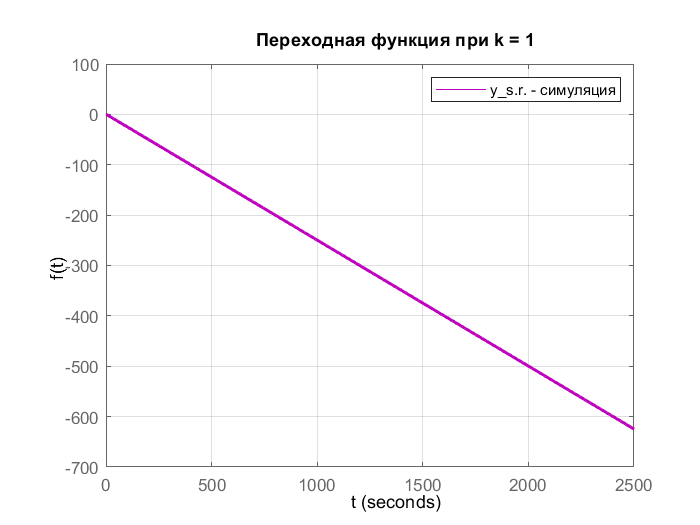 Переходная функция при k = 1
y_s.r. - симуляция
f(t)
100
0
-100
-200
-300
-400
-500
-600
-700
0 500 1000 1500 2000 2500
t (seconds)